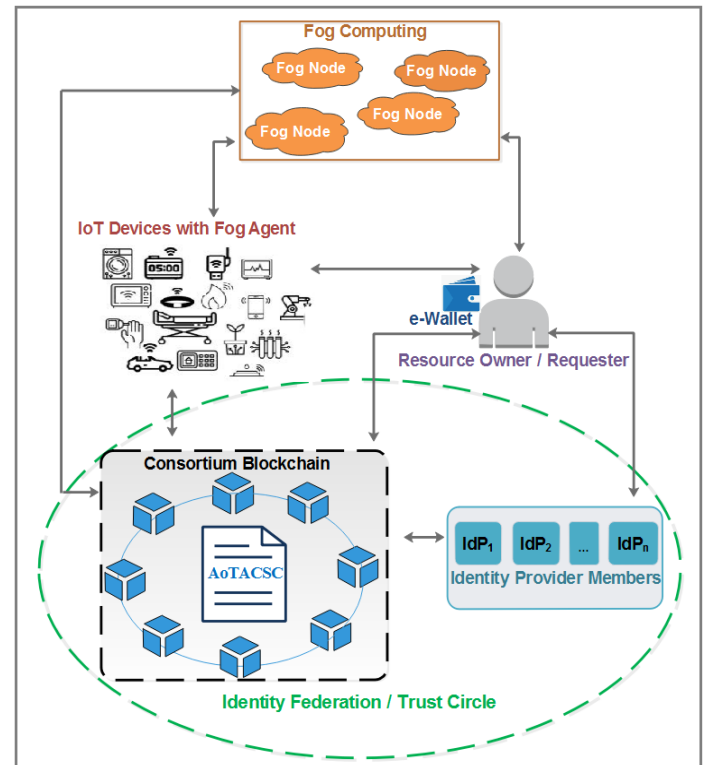 Fog Computing
Fog Node
Fog Node
Fog Node
Fog Node
IoT Devices with Fog Agent
05:00
e-Wallet
Resource Owner / Requester
Consortium Blockchain
AoTACSC
IdP1 IdP2 ... IdPn
Identity Provider Members
Identity Federation / Trust Circle